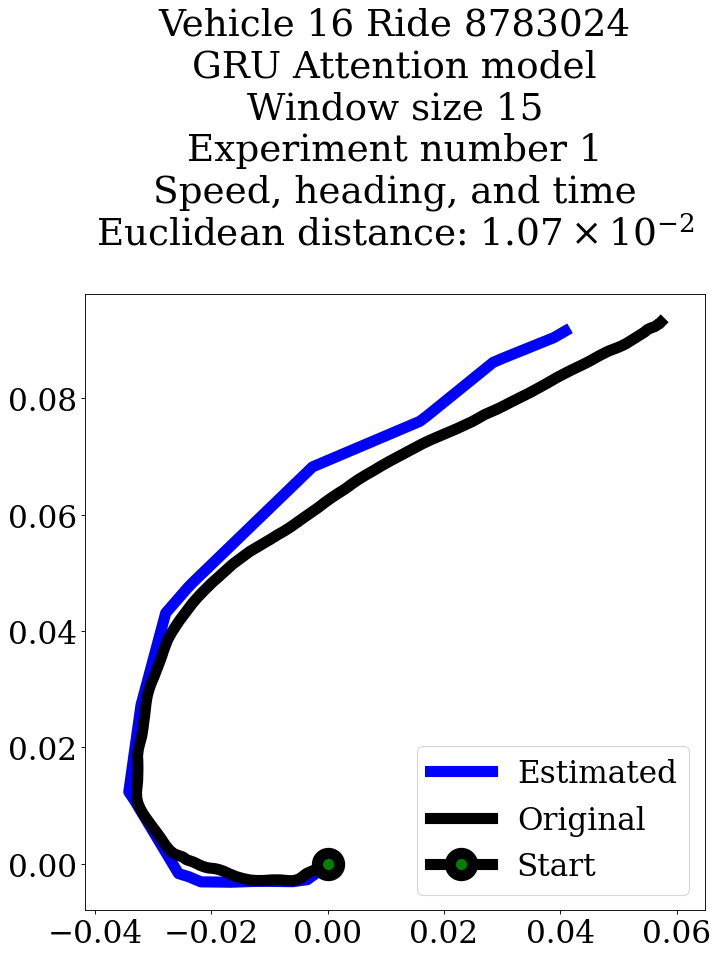 Vehicle 16 Ride 8783024
GRU Attention model
Window size 15
Experiment number 1
Speed, heading, and time
Euclidean distance: 1.07 × 10⁻²
0.08
0.06
0.04
0.02
0.00
Estimated
Original
Start
−0.04 −0.02 0.00 0.02 0.04 0.06